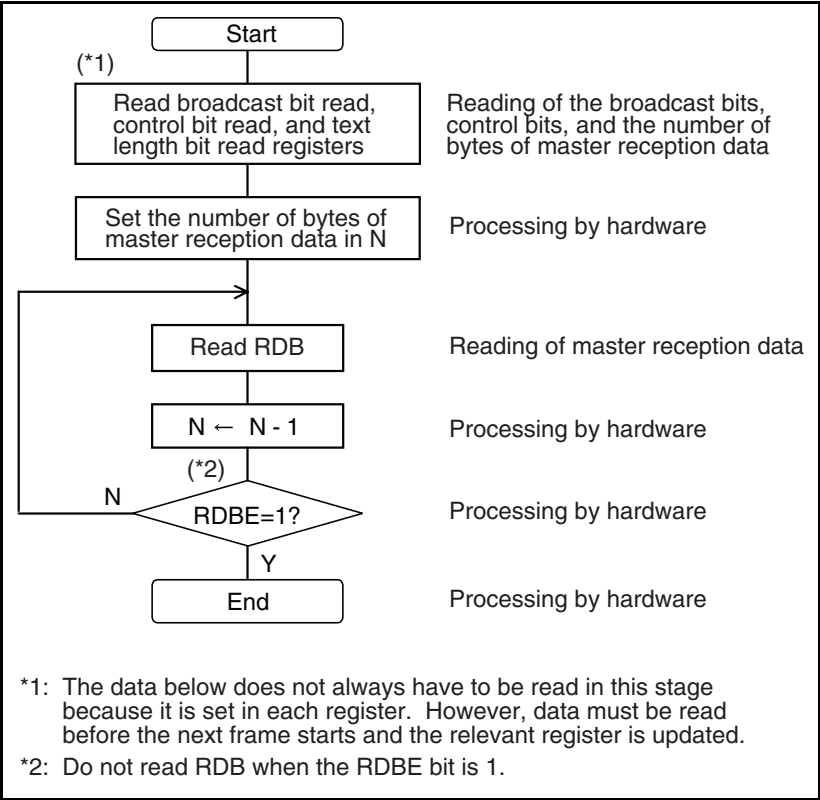 Start
(*1)
Read broadcast bit read,
control bit read, and text
length bit read registers
Reading of the broadcast bits,
control bits, and the number of
bytes of master reception data
Set the number of bytes of
master reception data in N
Processing by hardware
Read RDB
Reading of master reception data
N ← N - 1
Processing by hardware
(*2)
N
RDBE=1?
Processing by hardware
Y
End
Processing by hardware
*1: The data below does not always have to be read in this stage
because it is set in each register. However, data must be read
before the next frame starts and the relevant register is updated.
*2: Do not read RDB when the RDBE bit is 1.